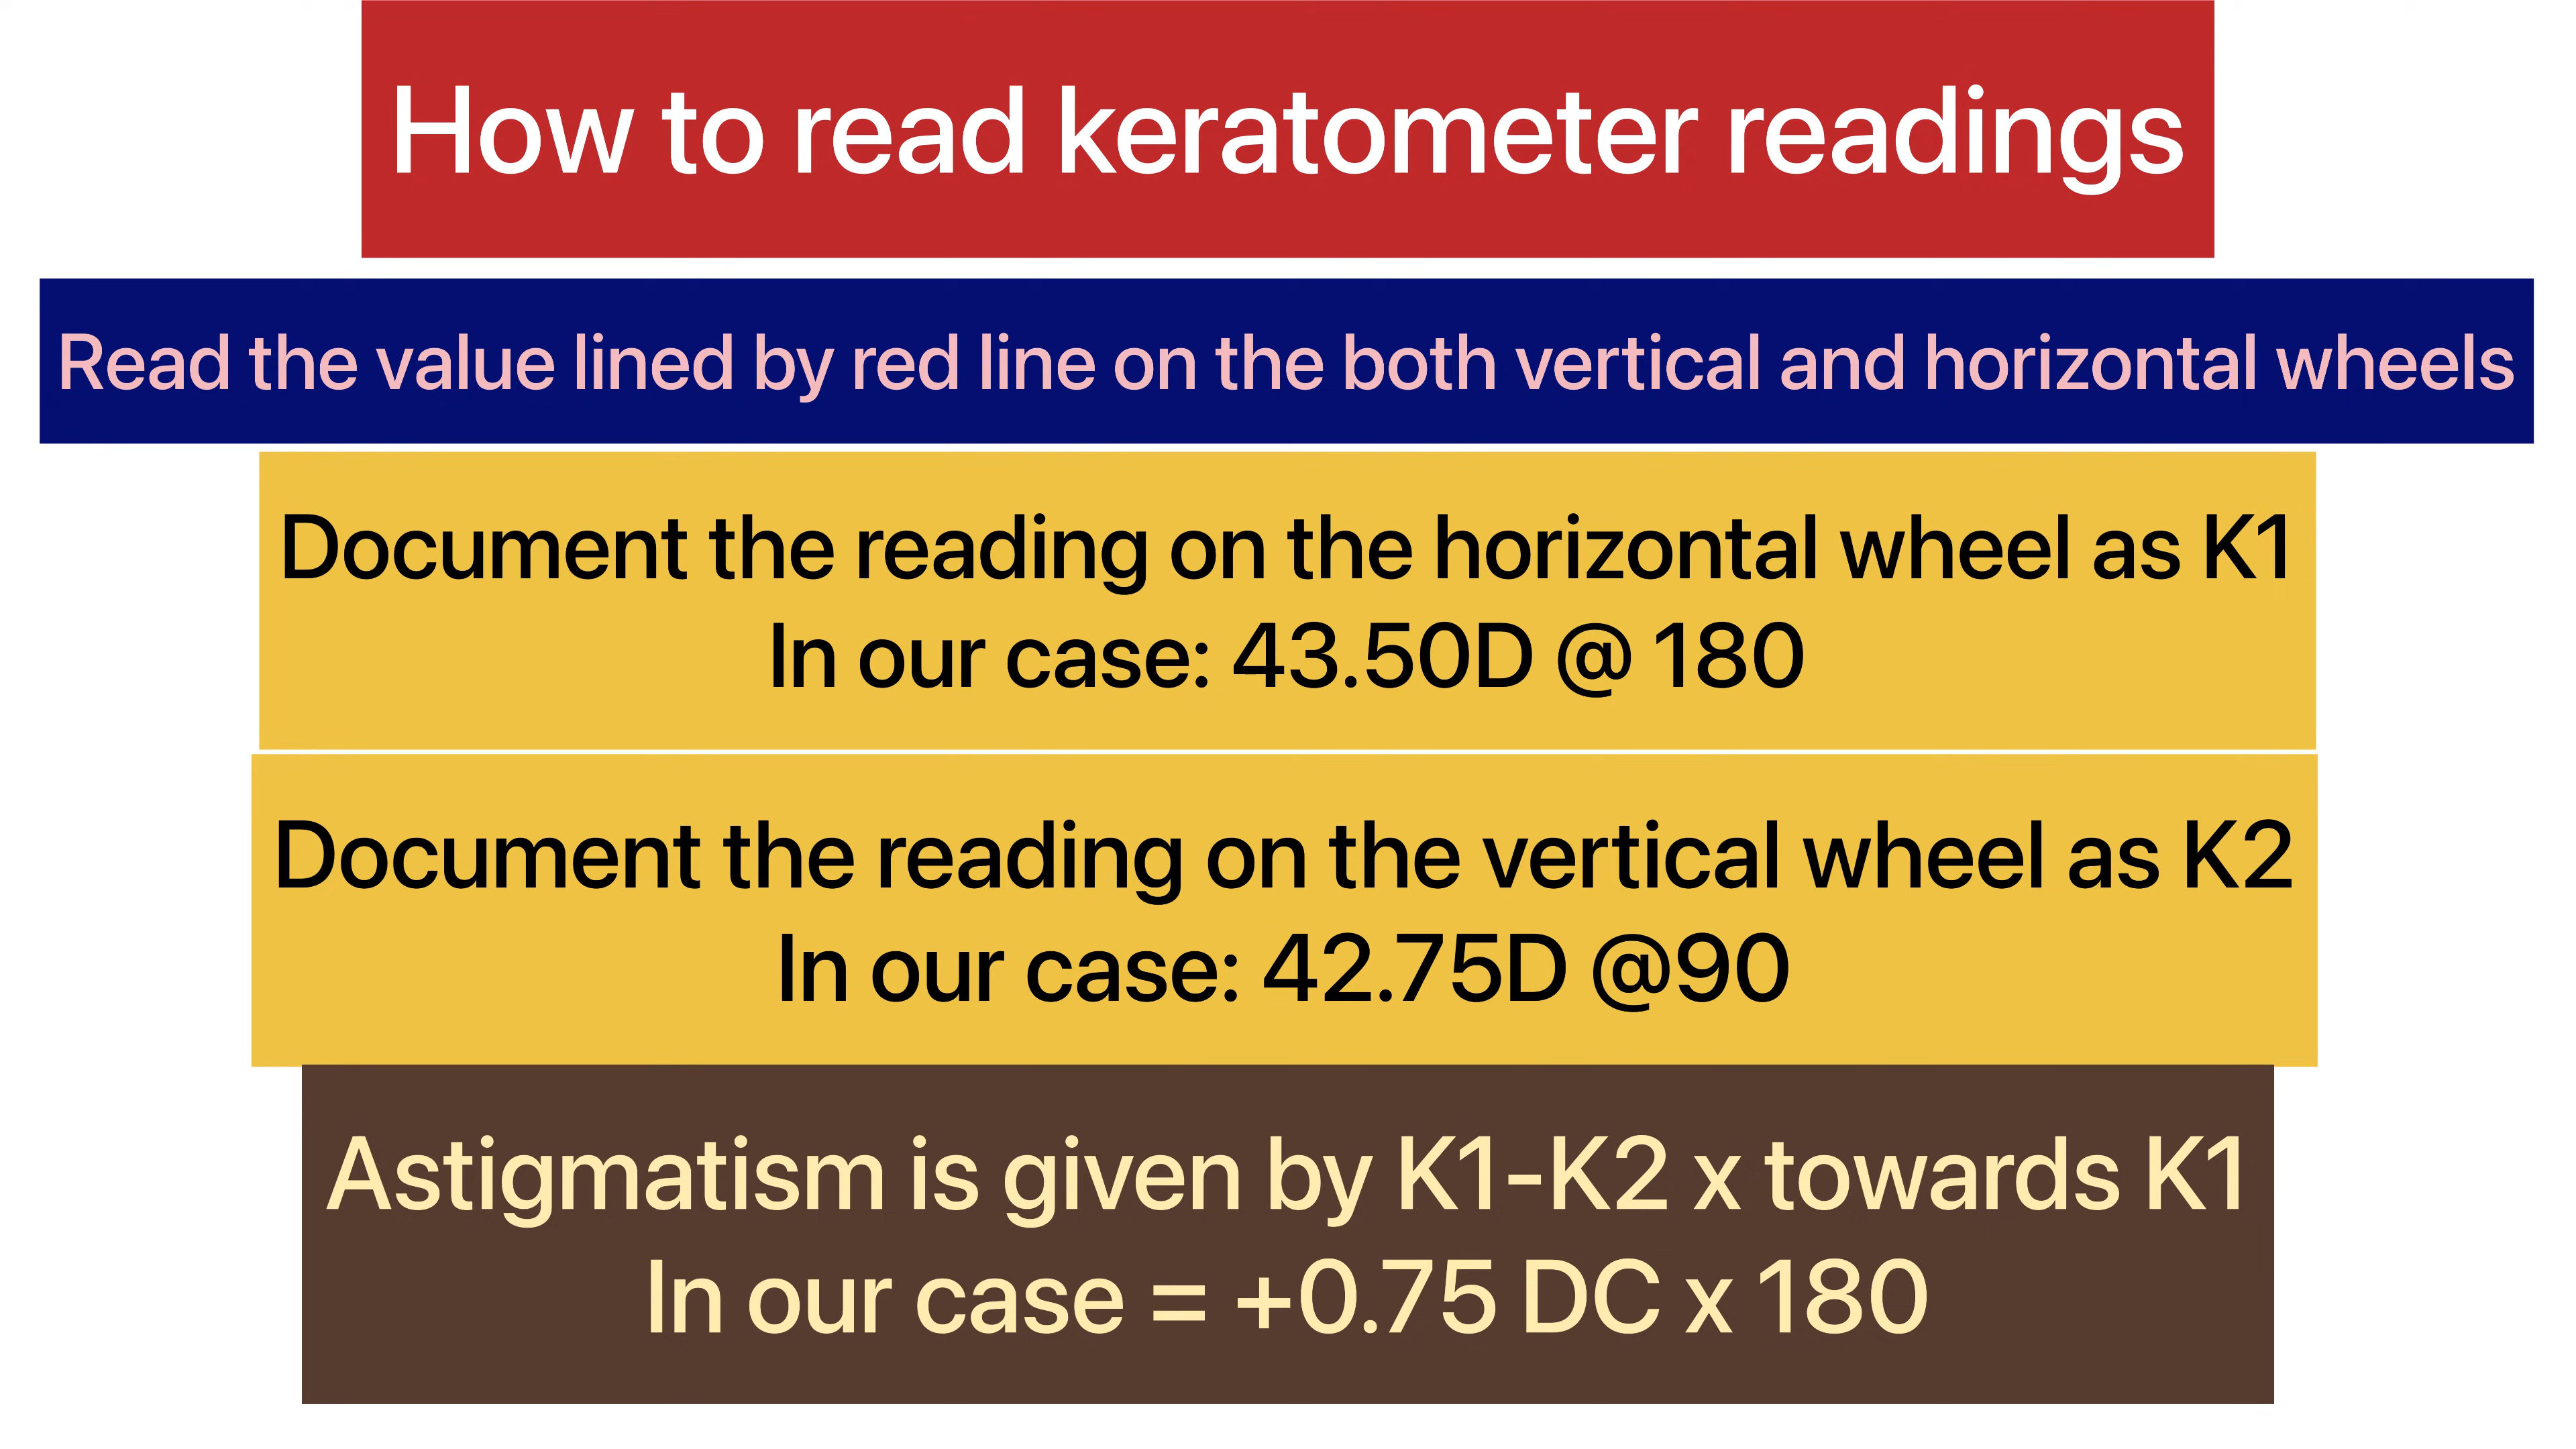 How to read keratometer readings
Read the value lined by red line on the both vertical and horizontal wheels
Document the reading on the horizontal wheel as K1
In our case: 43.50D @ 180
Document the reading on the vertical wheel as K2
In our case: 42.75D @90
Astigmatism is given by K1-K2 x towards K1
In our case = +0.75 DC x 180